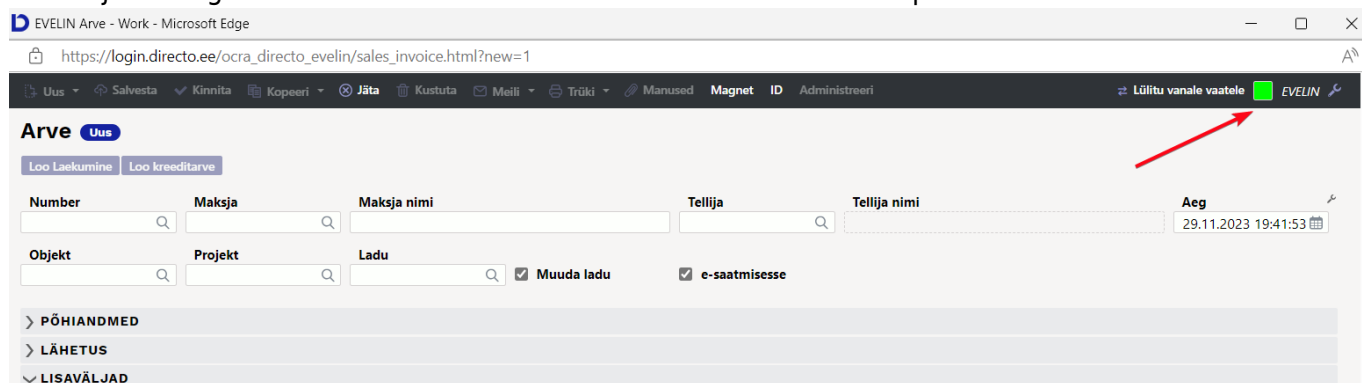 EVELIN Arve - Work - Microsoft Edge
https://login.directo.ee/ocra_directo_evelin/sales_invoice.html?new=1
Uus Salvesta Kinnita Kopeeri Jäta Kustuta Meili Trüki Manused Magnet ID Administreeri Lülitu vanale vaatele EVELIN
Arve Uus
Loo Laekumine Loo kreeditarve
Number Maksja Maksja nimi Tellija Tellija nimi Aeg
29.11.2023 19:41:53
Objekt Projekt Ladu
Muuda ladu e-saatmisesse
PÕHIANDMED
LÄHETUS
LISAVÄLJAD